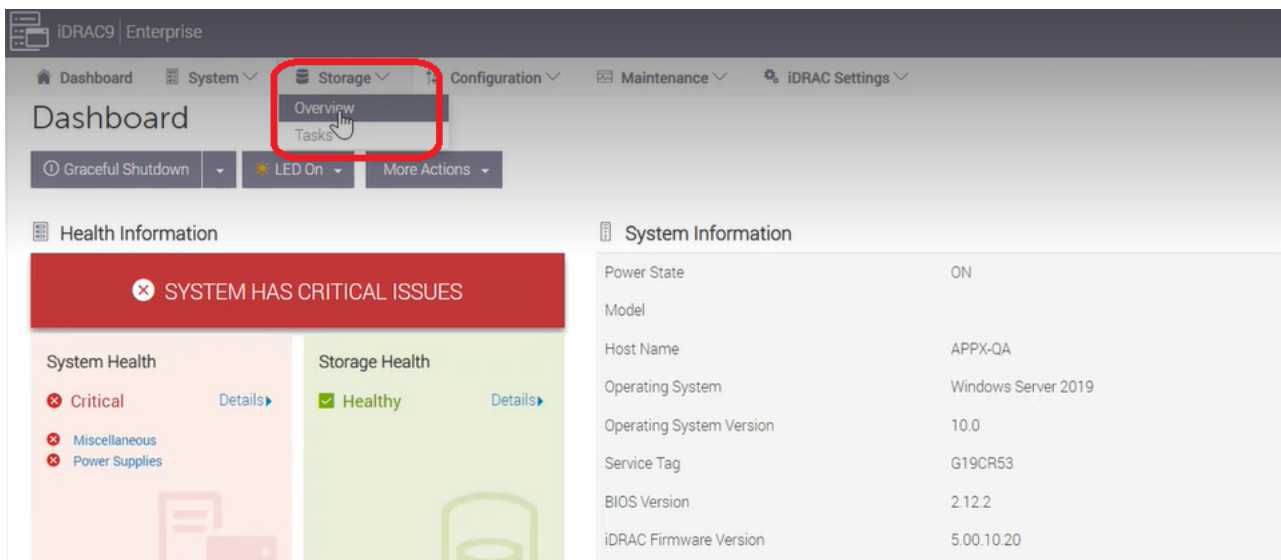 iDRAC9 | Enterprise
Dashboard System Storage Configuration Maintenance iDRAC Settings
Overview
Tasks
Dashboard
Graceful Shutdown LED On More Actions
Health Information
SYSTEM HAS CRITICAL ISSUES
System Health
Critical Details
Miscellaneous
Power Supplies
Storage Health
Healthy Details
System Information
Power State ON
Model
Host Name APPX-QA
Operating System Windows Server 2019
Operating System Version 10.0
Service Tag G19CR53
BIOS Version 2.12.2
iDRAC Firmware Version 5.00.10.20